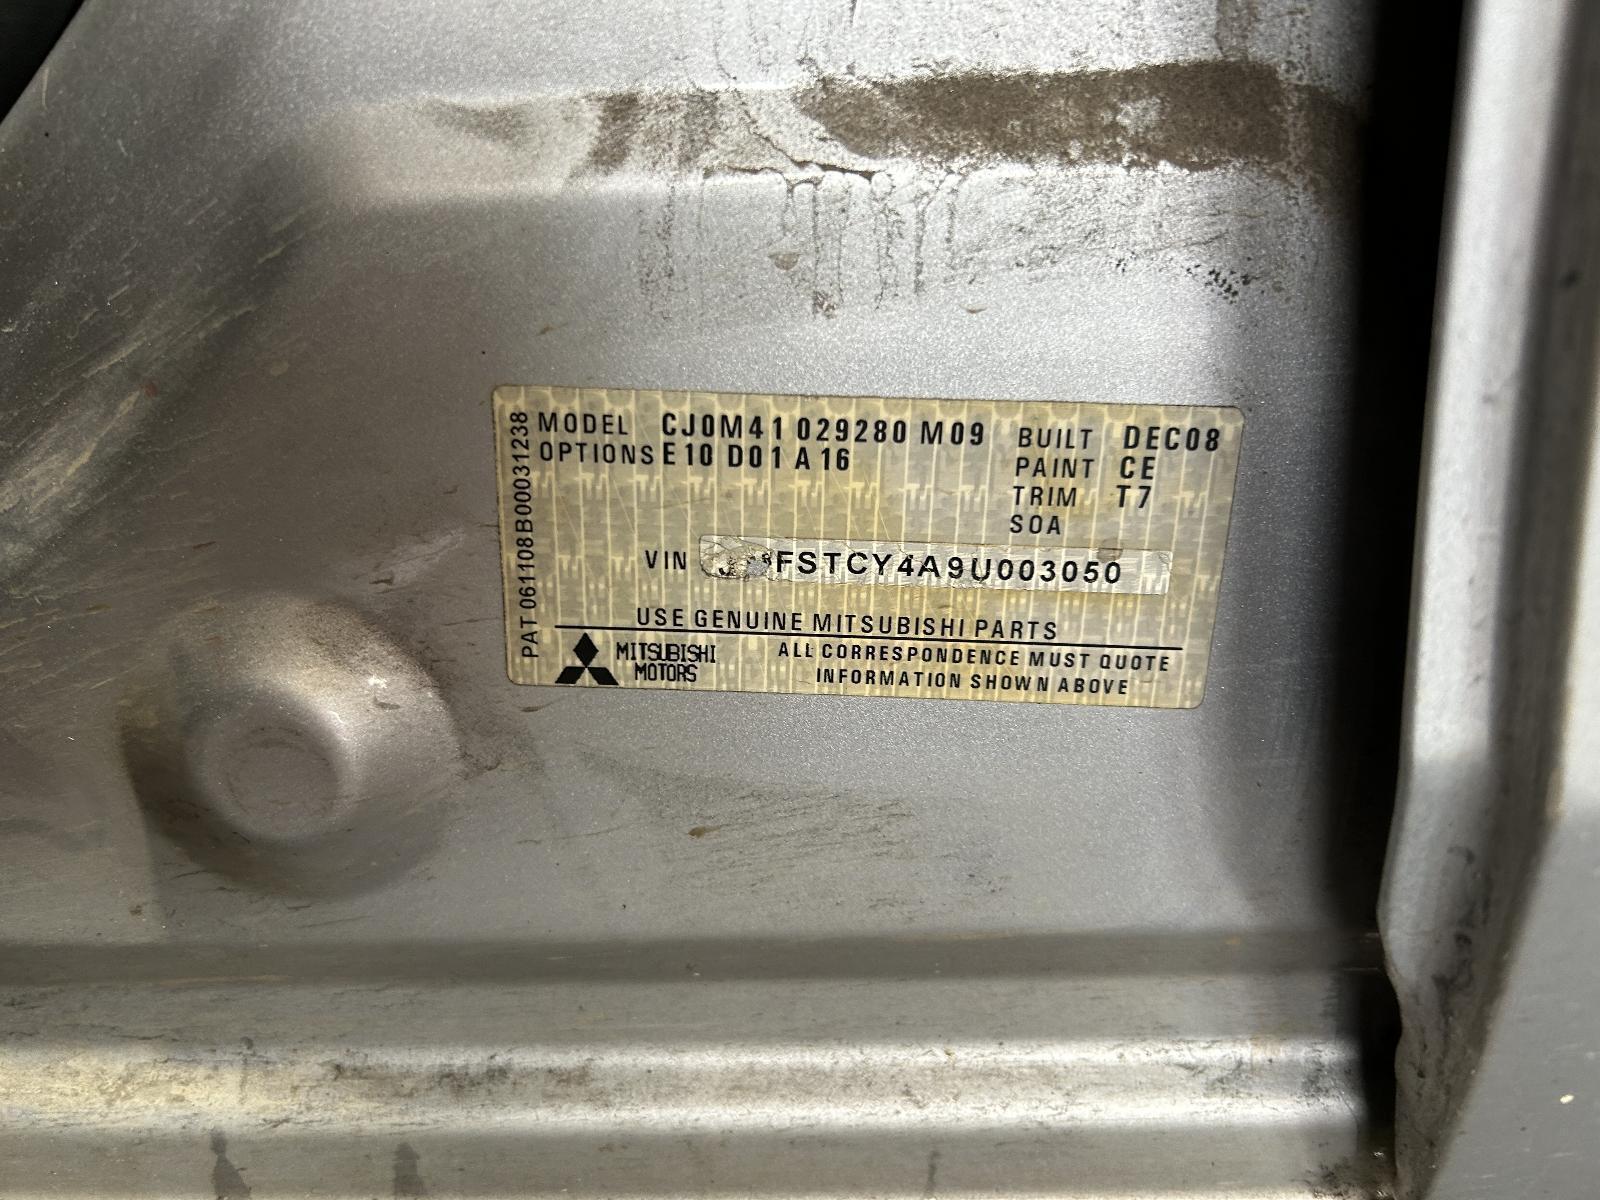 MODEL CJ0M41 029280 M09 BUILT DEC08
OPTIONS E10 D01 A16 PAINT CE
TRIM T7
SOA
VIN FSTCY4A9U003050
USE GENUINE MITSUBISHI PARTS
MITSUBISHI MOTORS
ALL CORRESPONDENCE MUST QUOTE
INFORMATION SHOWN ABOVE
PAT 061108B00031238